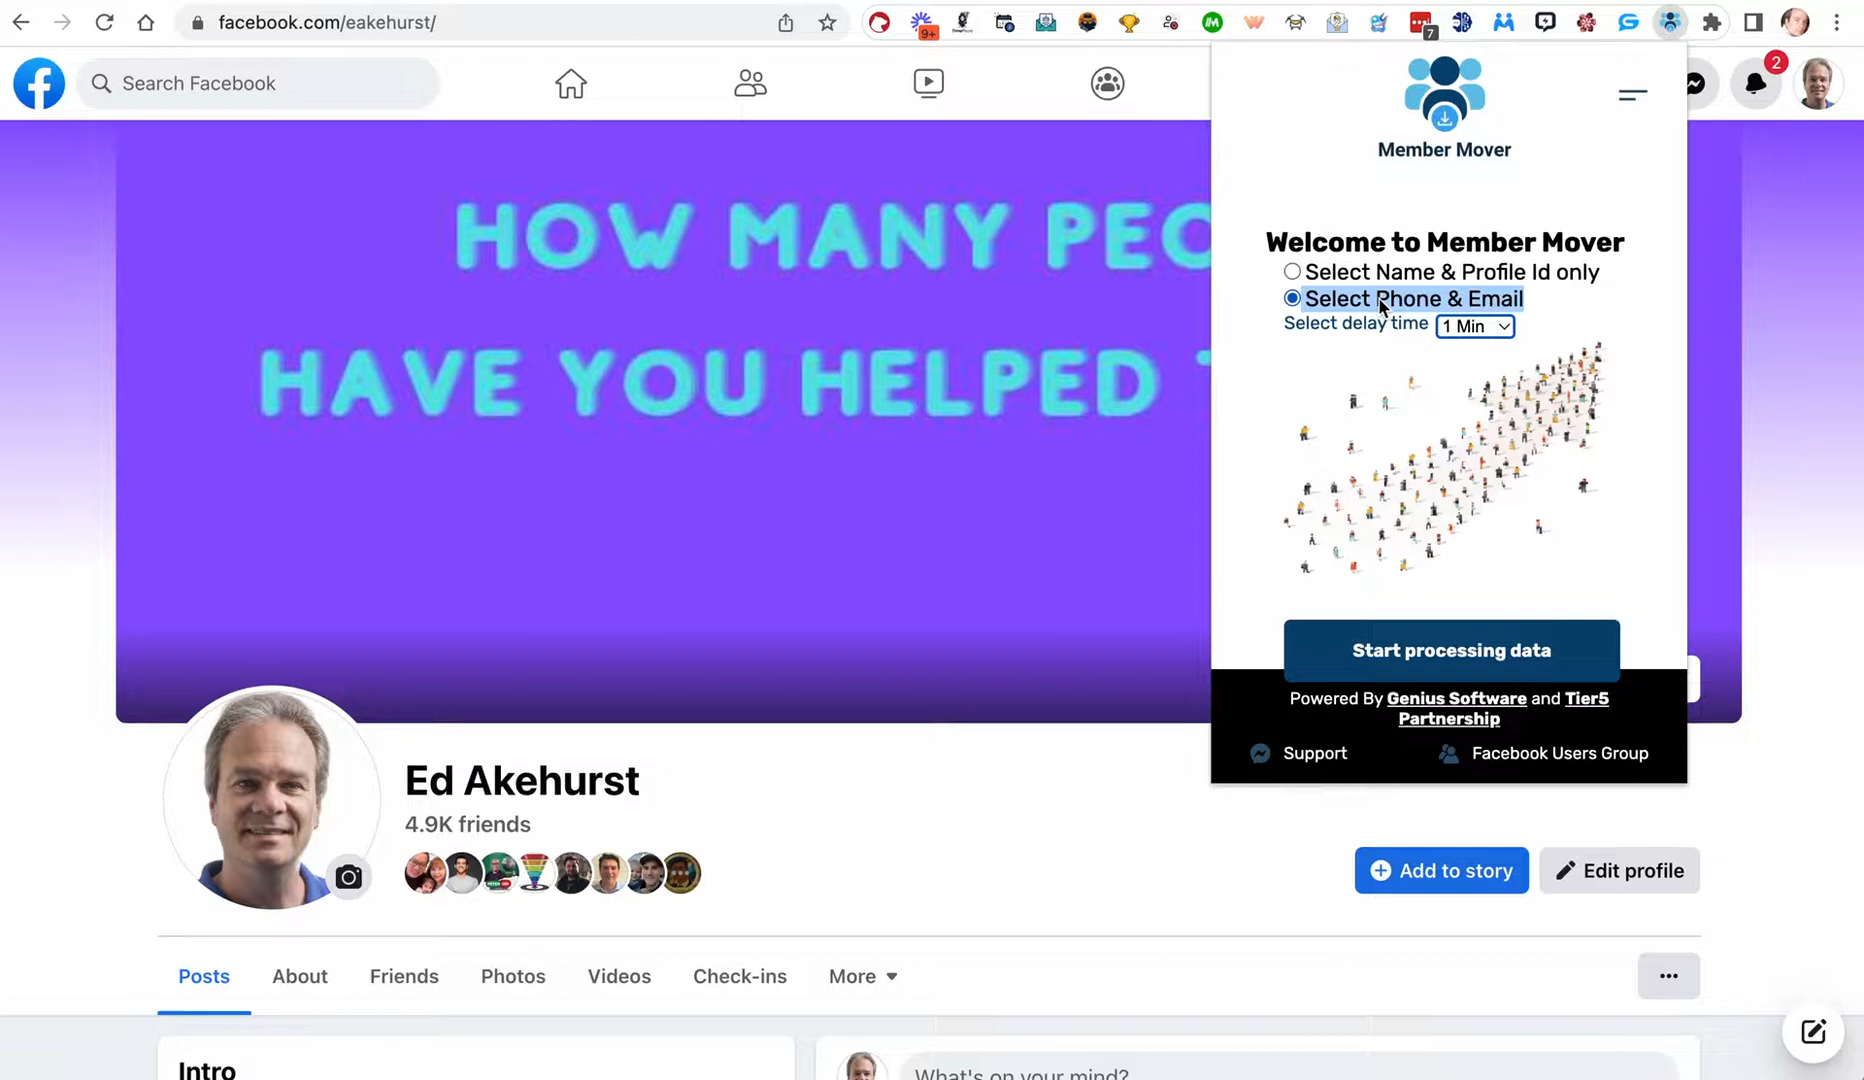 facebook.com/eakehurst/
9+
7
Search Facebook
2
Member Mover
HOW MANY PEO
HAVE YOU HELPED
Welcome to Member Mover
Select Name & Profile Id only
Select Phone & Email
Select delay time 1 Min
Start processing data
Powered By Genius Software and Tier5
Partnership
Support
Facebook Users Group
Ed Akehurst
4.9K friends
Add to story
Edit profile
Posts
About
Friends
Photos
Videos
Check-ins
More
Intro
What's on your mind?